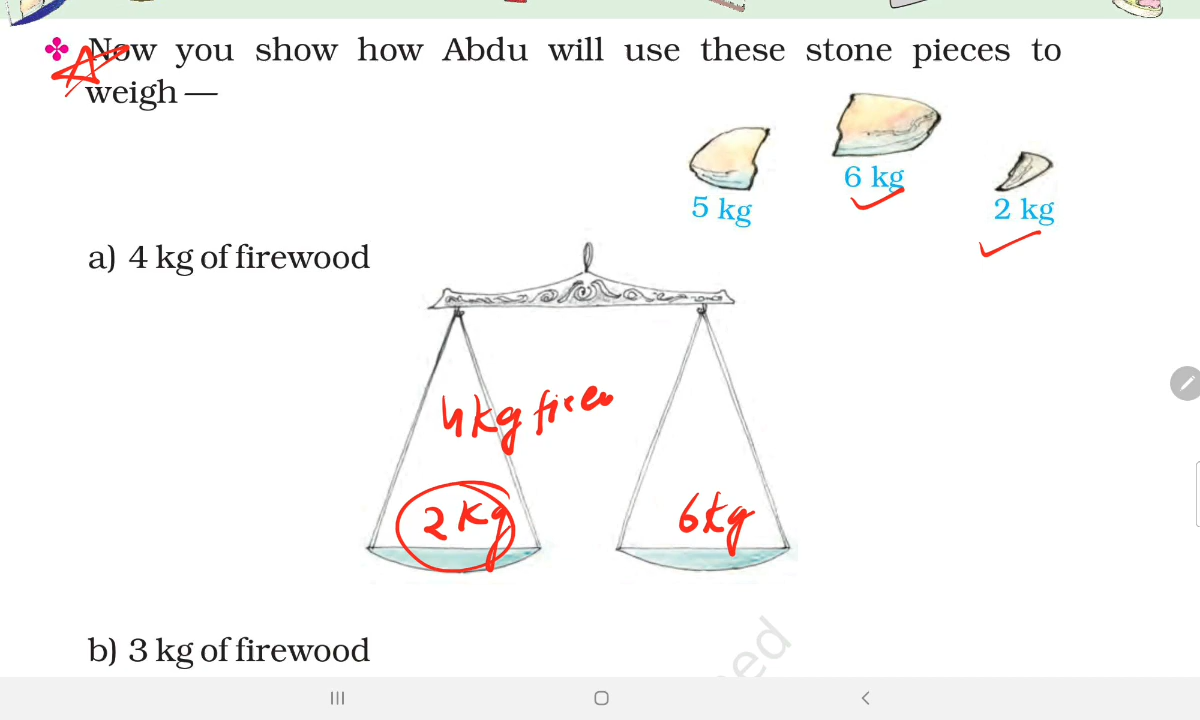 Now you show how Abdu will use these stone pieces to
weigh —
5 kg
6 kg
2 kg
a) 4 kg of firewood
4kg
2 kg
6kg
b) 3 kg of firewood
ed